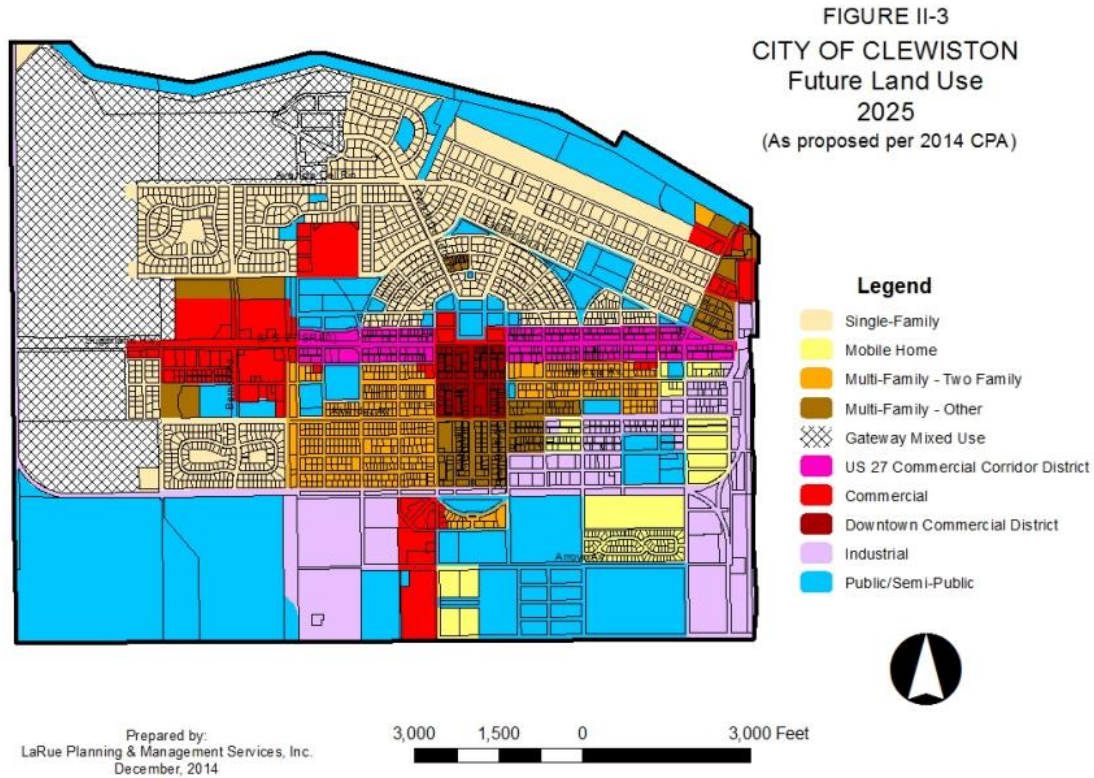 FIGURE II-3
CITY OF CLEWISTON
Future Land Use
2025
(As proposed per 2014 CPA)
Legend
Single-Family
Mobile Home
Multi-Family - Two Family
Multi-Family - Other
Gateway Mixed Use
US 27 Commercial Corridor District
Commercial
Downtown Commercial District
Industrial
Public/Semi-Public
Prepared by:
LaRue Planning & Management Services, Inc.
December, 2014
3,000 1,500 0 3,000 Feet